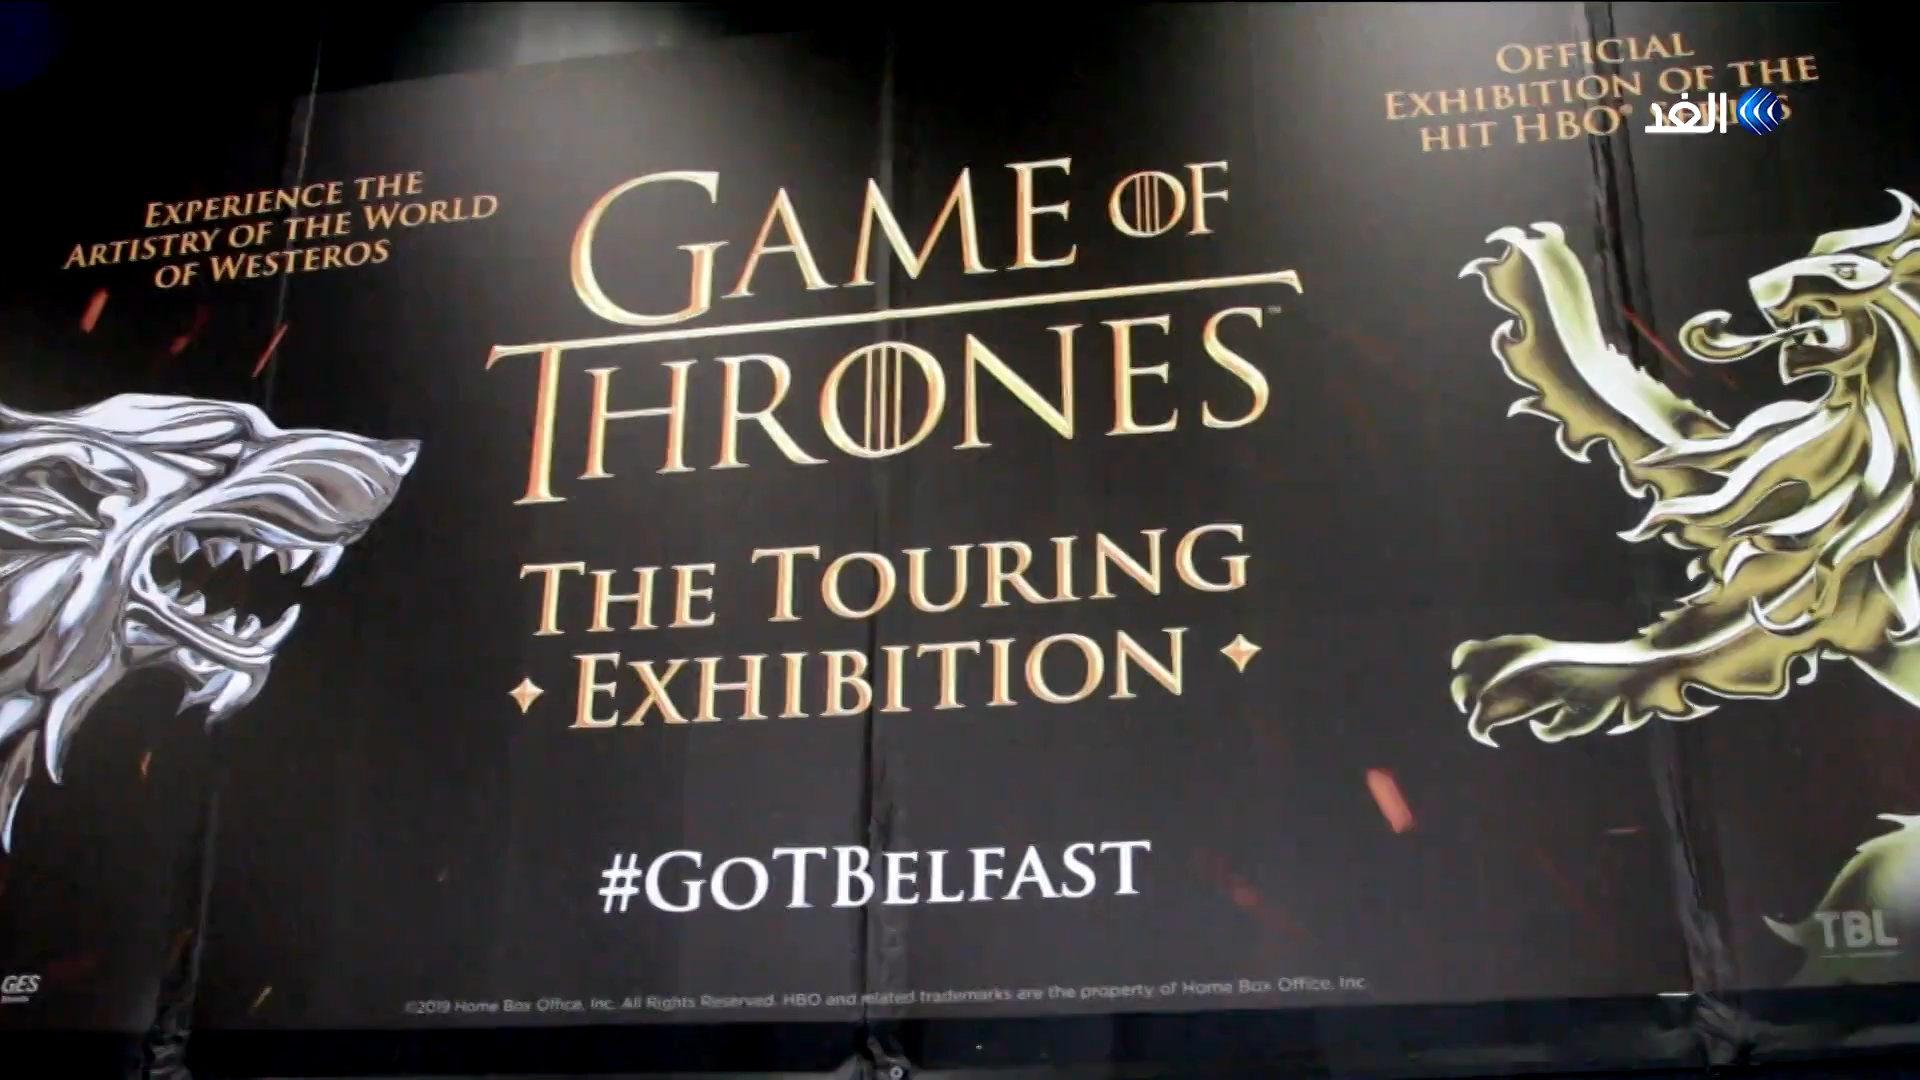 OFFICIAL
EXHIBITION OF THE
HIT HBO®
الغد
EXPERIENCE THE
ARTISTRY OF THE WORLD
OF WESTEROS
GAME OF
THRONES™
THE TOURING
EXHIBITION
#GOTBELFAST
TBL
GES
©2019 Home Box Office, Inc. All Rights Reserved. HBO and related trademarks are the property of Home Box Office, Inc